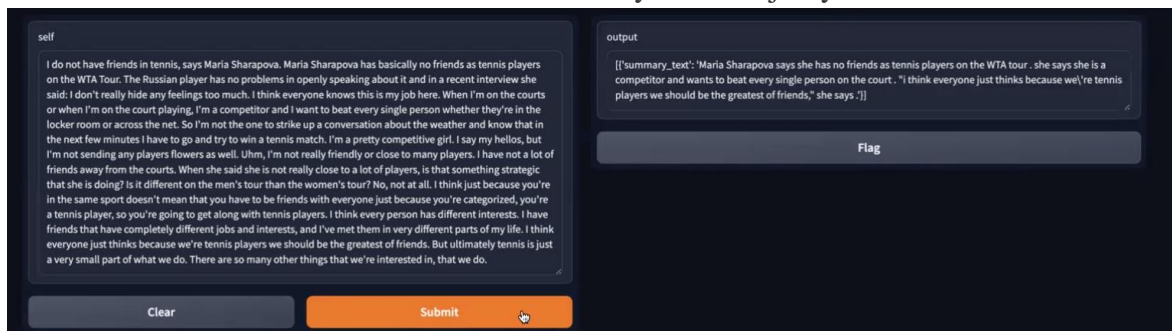 self
I do not have friends in tennis, says Maria Sharapova. Maria Sharapova has basically no friends as tennis players
on the WTA Tour. The Russian player has no problems in openly speaking about it and in a recent interview she
said: I don't really hide any feelings too much. I think everyone knows this is my job here. When I'm on the courts
or when I'm on the court playing, I'm a competitor and I want to beat every single person whether they're in the
locker room or across the net. So I'm not the one to strike up a conversation about the weather and know that in
the next few minutes I have to go and try to win a tennis match. I'm a pretty competitive girl. I say my hellos, but
I'm not sending any players flowers as well. Uhm, I'm not really friendly or close to many players. I have not a lot of
friends away from the courts. When she said she is not really close to a lot of players, is that something strategic
that she is doing? Is it different on the men's tour than the women's tour? No, not at all. I think just because you're
in the same sport doesn't mean that you have to be friends with everyone just because you're categorized, you're
a tennis player, so you're going to get along with tennis players. I think every person has different interests. I have
friends that have completely different jobs and interests, and I've met them in very different parts of my life. I think
everyone just thinks because we're tennis players we should be the greatest of friends. But ultimately tennis is just
a very small part of what we do. There are so many other things that we're interested in, that we do.
Clear
Submit
output
[{'summary_text': 'Maria Sharapova says she has no friends as tennis players on the WTA tour . she says she is a
competitor and wants to beat every single person on the court . "i think everyone just thinks because we\'re tennis
players we should be the greatest of friends," she says .'}]
Flag